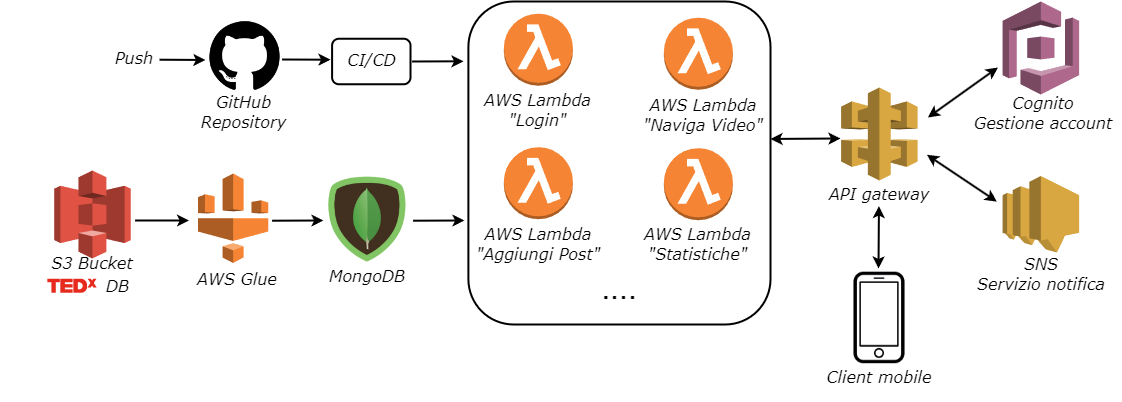 Push
GitHub
Repository
CI/CD
AWS Lambda
"Login"
AWS Lambda
"Naviga Video"
AWS Lambda
"Aggiungi Post"
AWS Lambda
"Statistiche"
....
S3 Bucket
TEDx DB
AWS Glue
MongoDB
API gateway
Cognito
Gestione account
SNS
Servizio notifica
Client mobile